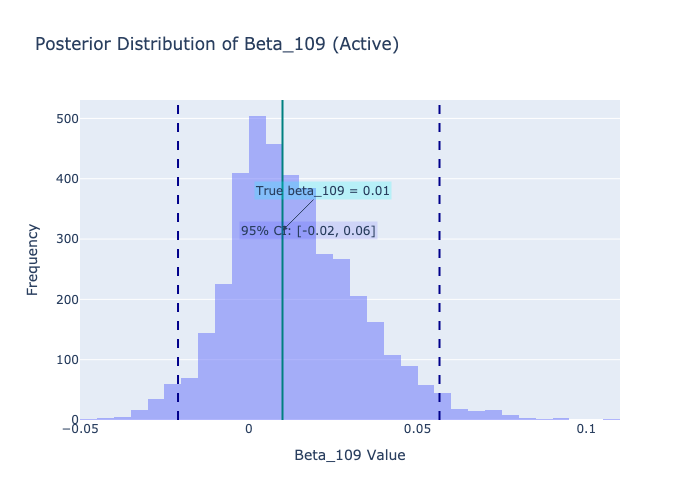 Posterior Distribution of Beta_109 (Active)
500
400
300
200
100
0
Frequency
True beta_109 = 0.01
95% CI: [-0.02, 0.06]
−0.05
0
0.05
0.1
Beta_109 Value